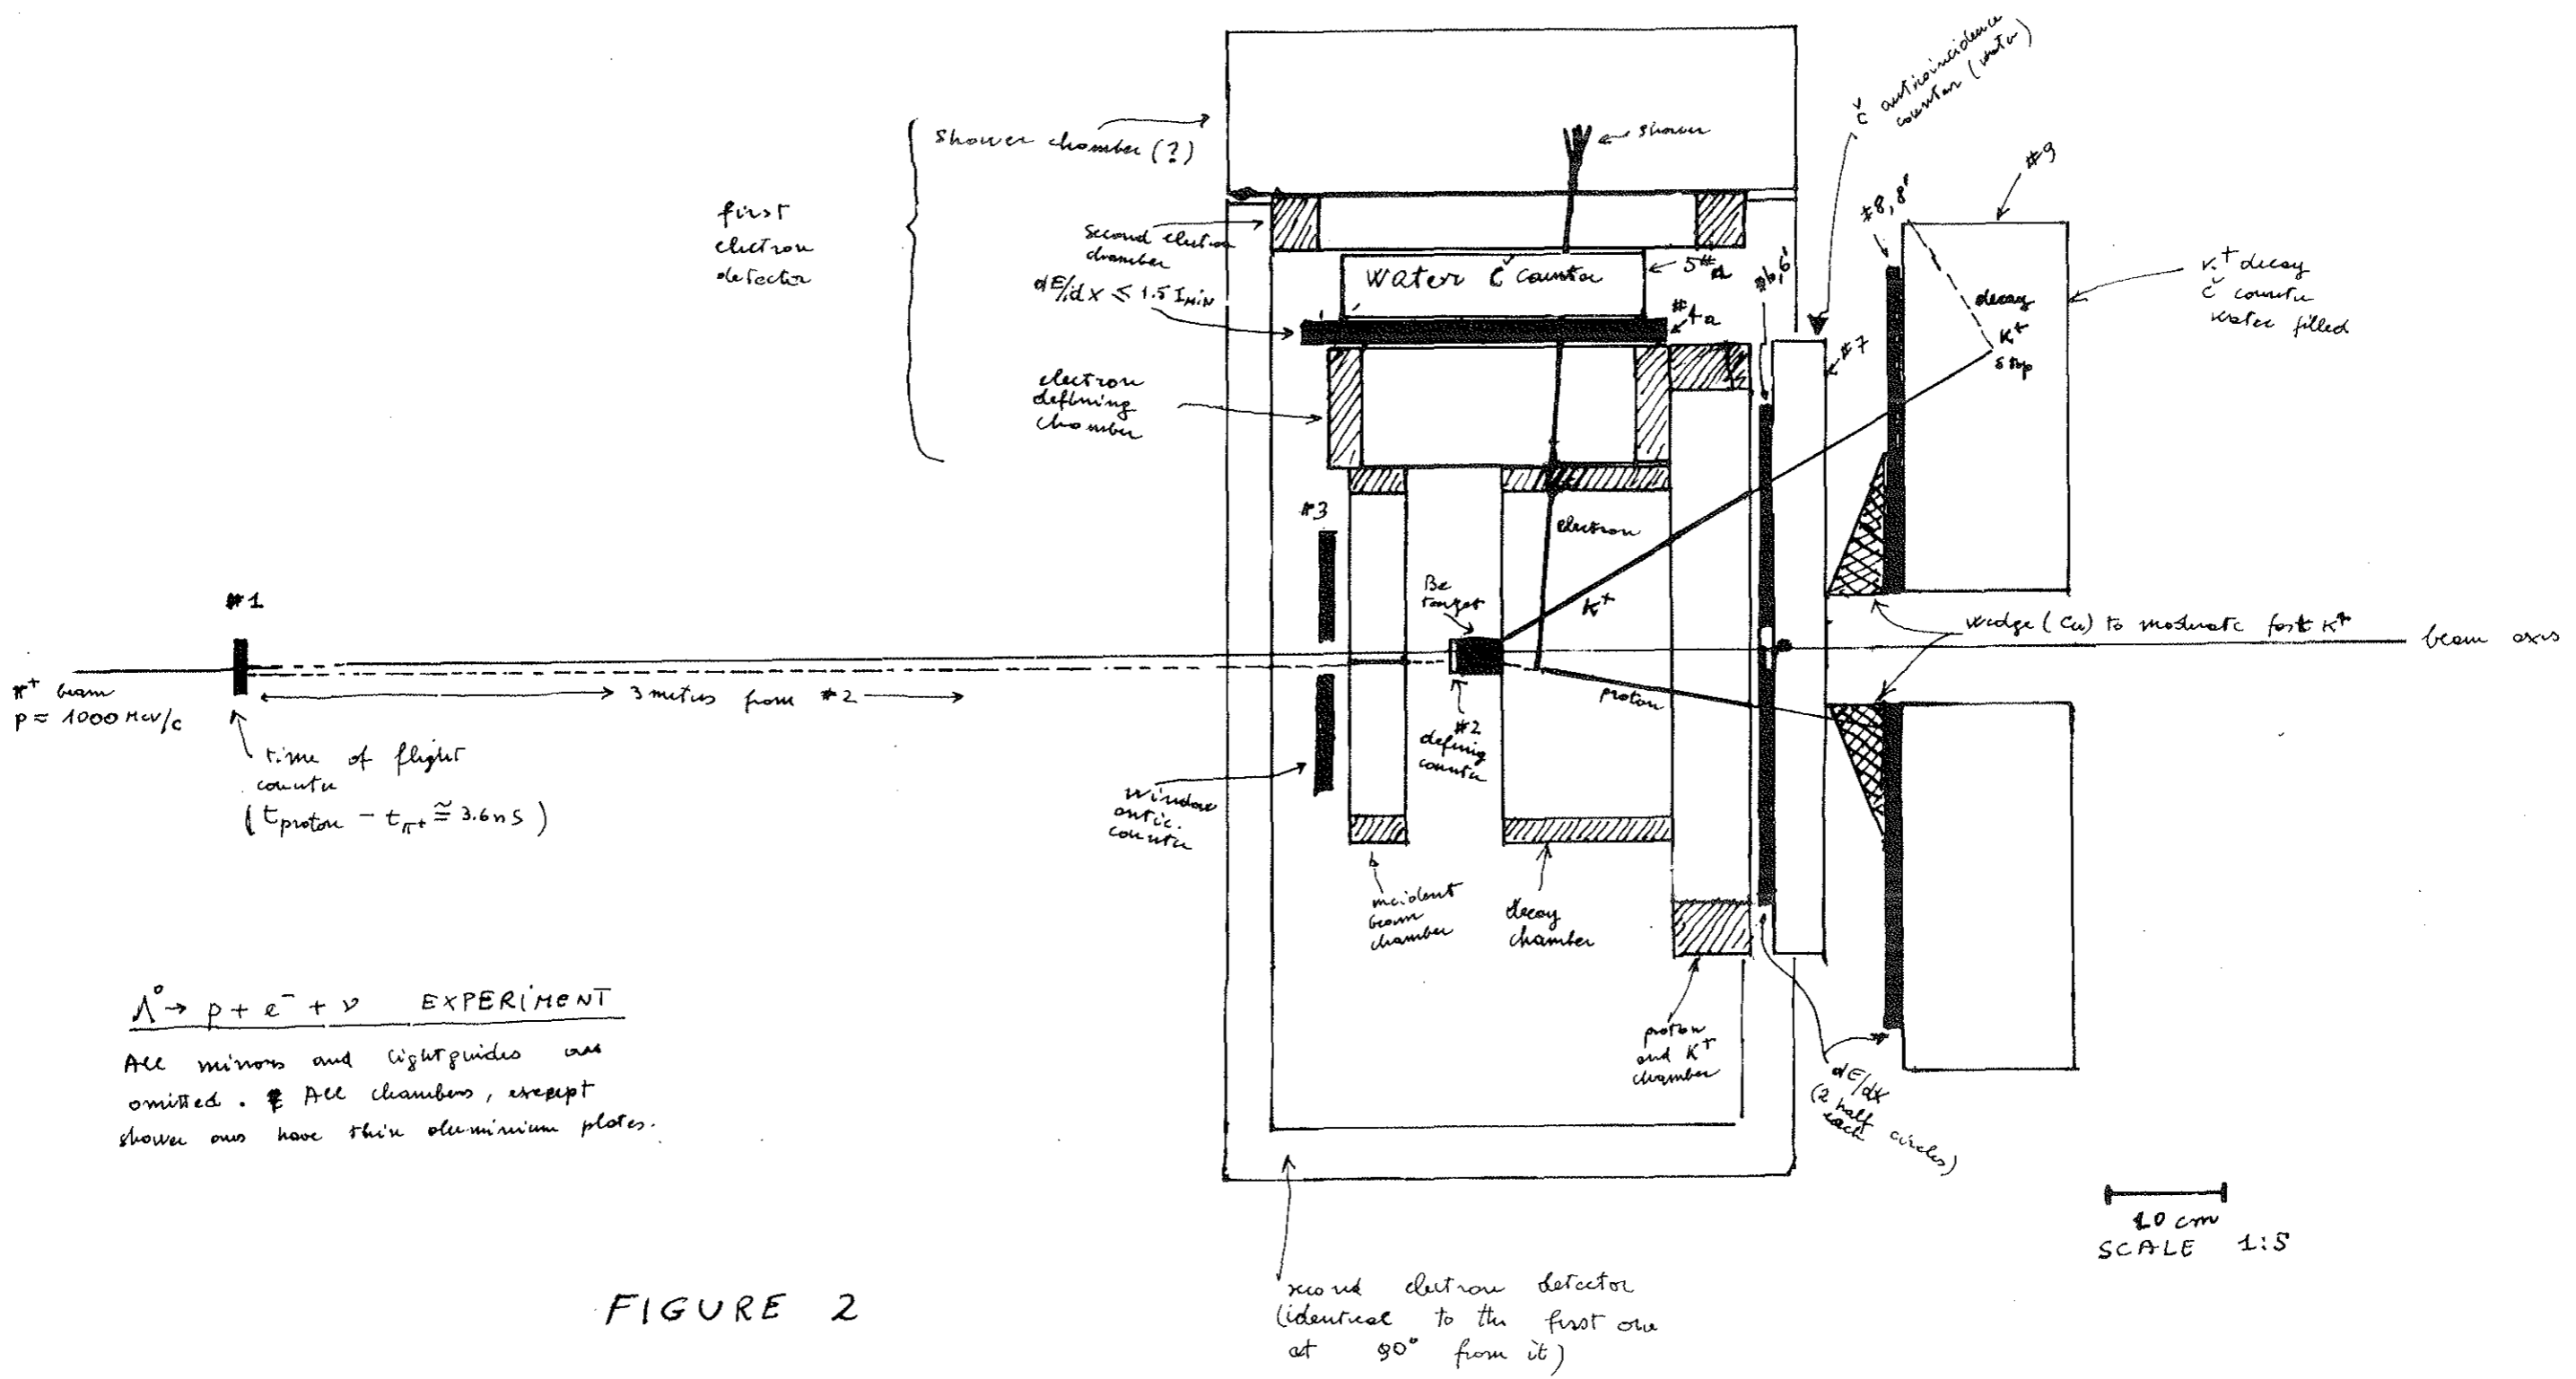 č anticoincidence
counter (water)
#9
#8, 8'
shower chamber (?)
shower
first
electron
detector
second electron
chamber
water č counter
5#a
#6, 6'
dE/dx ≤ 1.5 I MIN
#4a
K+ decay
č counter
water filled
decay
K+
stop
#7
electron
defining
chamber
#3
electron
Be
target
K+
#1
wedge (Cu) to moderate fast K+
beam axis
π+ beam
p ≈ 1000 MeV/c
3 metres from #2
proton
#2
defining
counter
time of flight
counter
(t proton − t π+ ≅ 3.6 nS)
window
antic.
counter
incident
beam
chamber
decay
chamber
proton
and K+
chamber
dE/dx
(2 half circles)
each
Λ° → p + e⁻ + ν EXPERIMENT
All mirrors and lightguides are
omitted. All chambers, except
shower ones have thin aluminium plates.
10 cm
SCALE 1:5
second electron detector
(identical to the first one
at 90° from it)
FIGURE 2